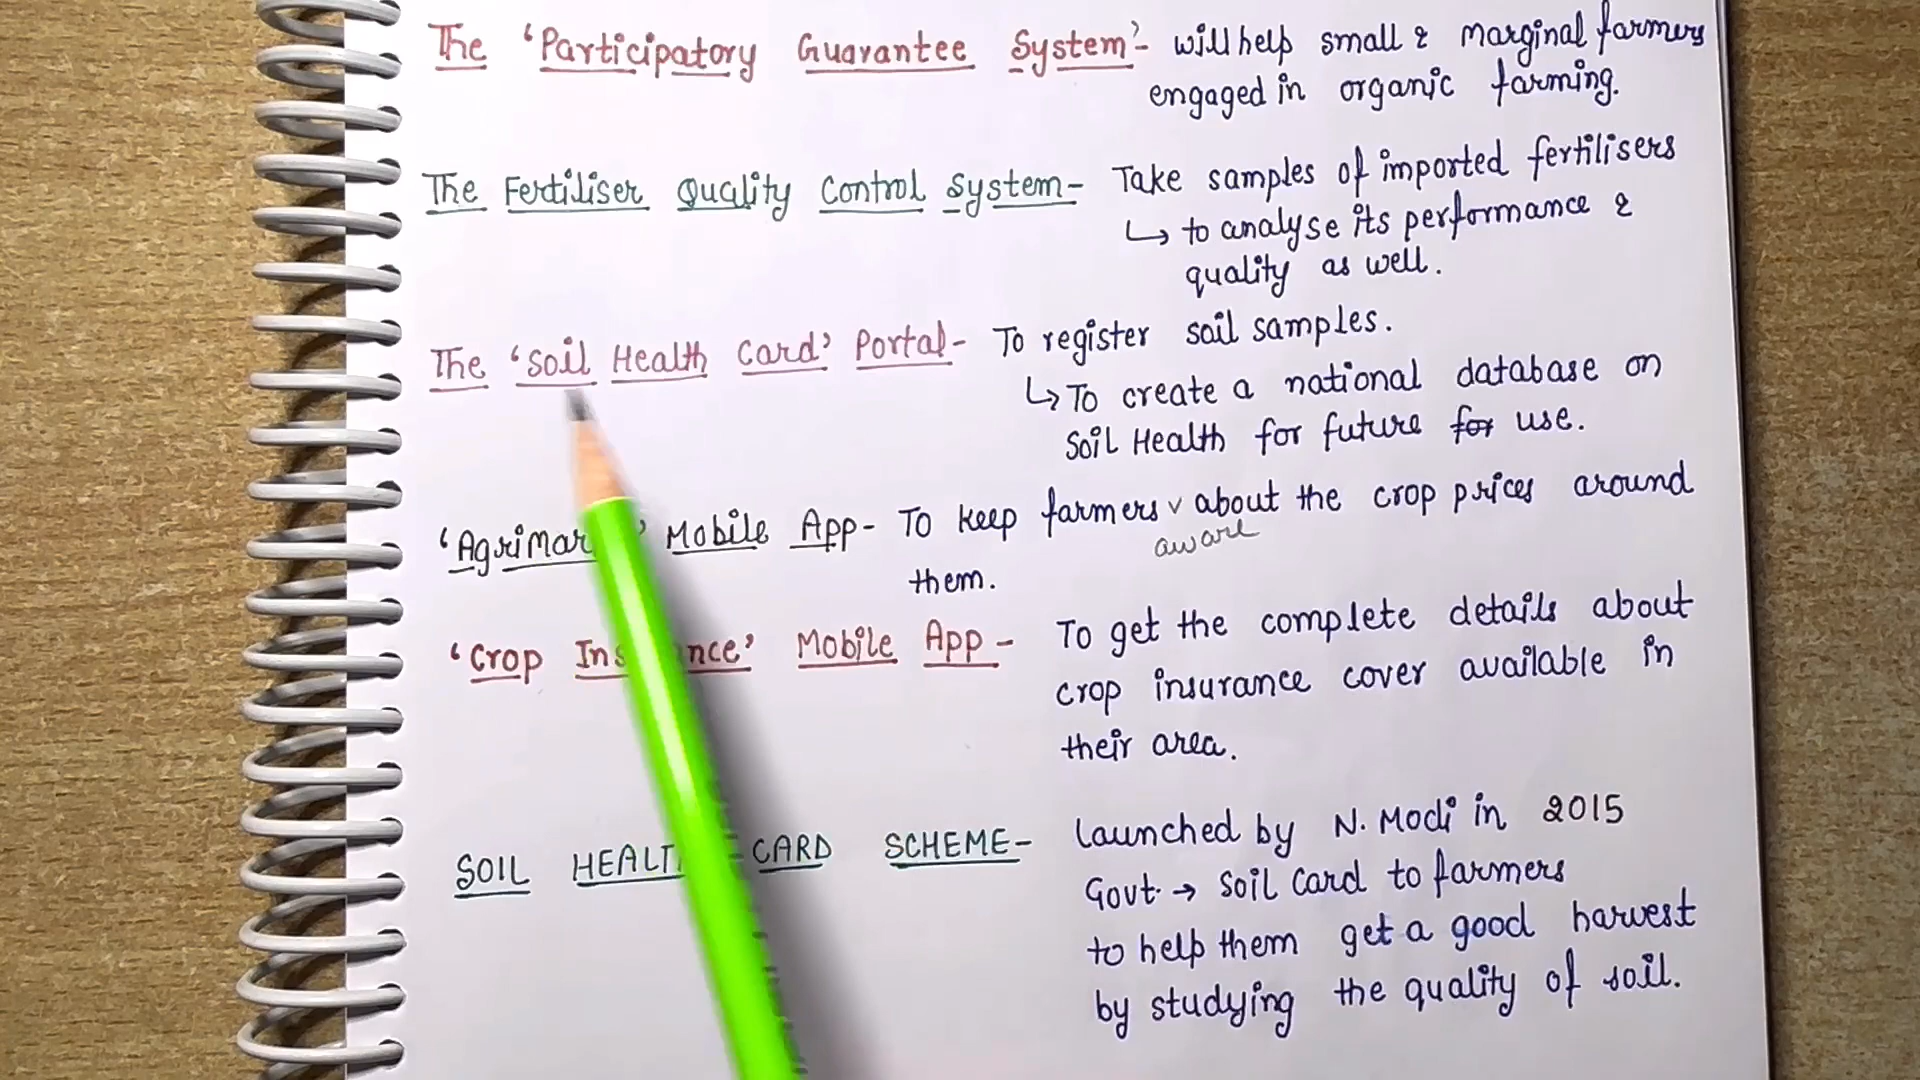 The 'Participatory Guarantee System'- will help small & marginal farmers
engaged in organic farming.
The Fertiliser Quality Control System- Take samples of imported fertilisers
↳ to analyse its performance &
quality as well.
The 'Soil Health Card' Portal- To register soil samples.
↳ To create a national database on
Soil Health for future for use.
Mobile App- To keep farmers ˅ about the crop prices around
aware
them.
'Crop Mobile App- To get the complete details about
crop insurance cover available in
their area.
SOIL CARD SCHEME- Launched by N. Modi in 2015
Govt. → Soil Card to farmers
to help them get a good harvest
by studying the quality of soil.